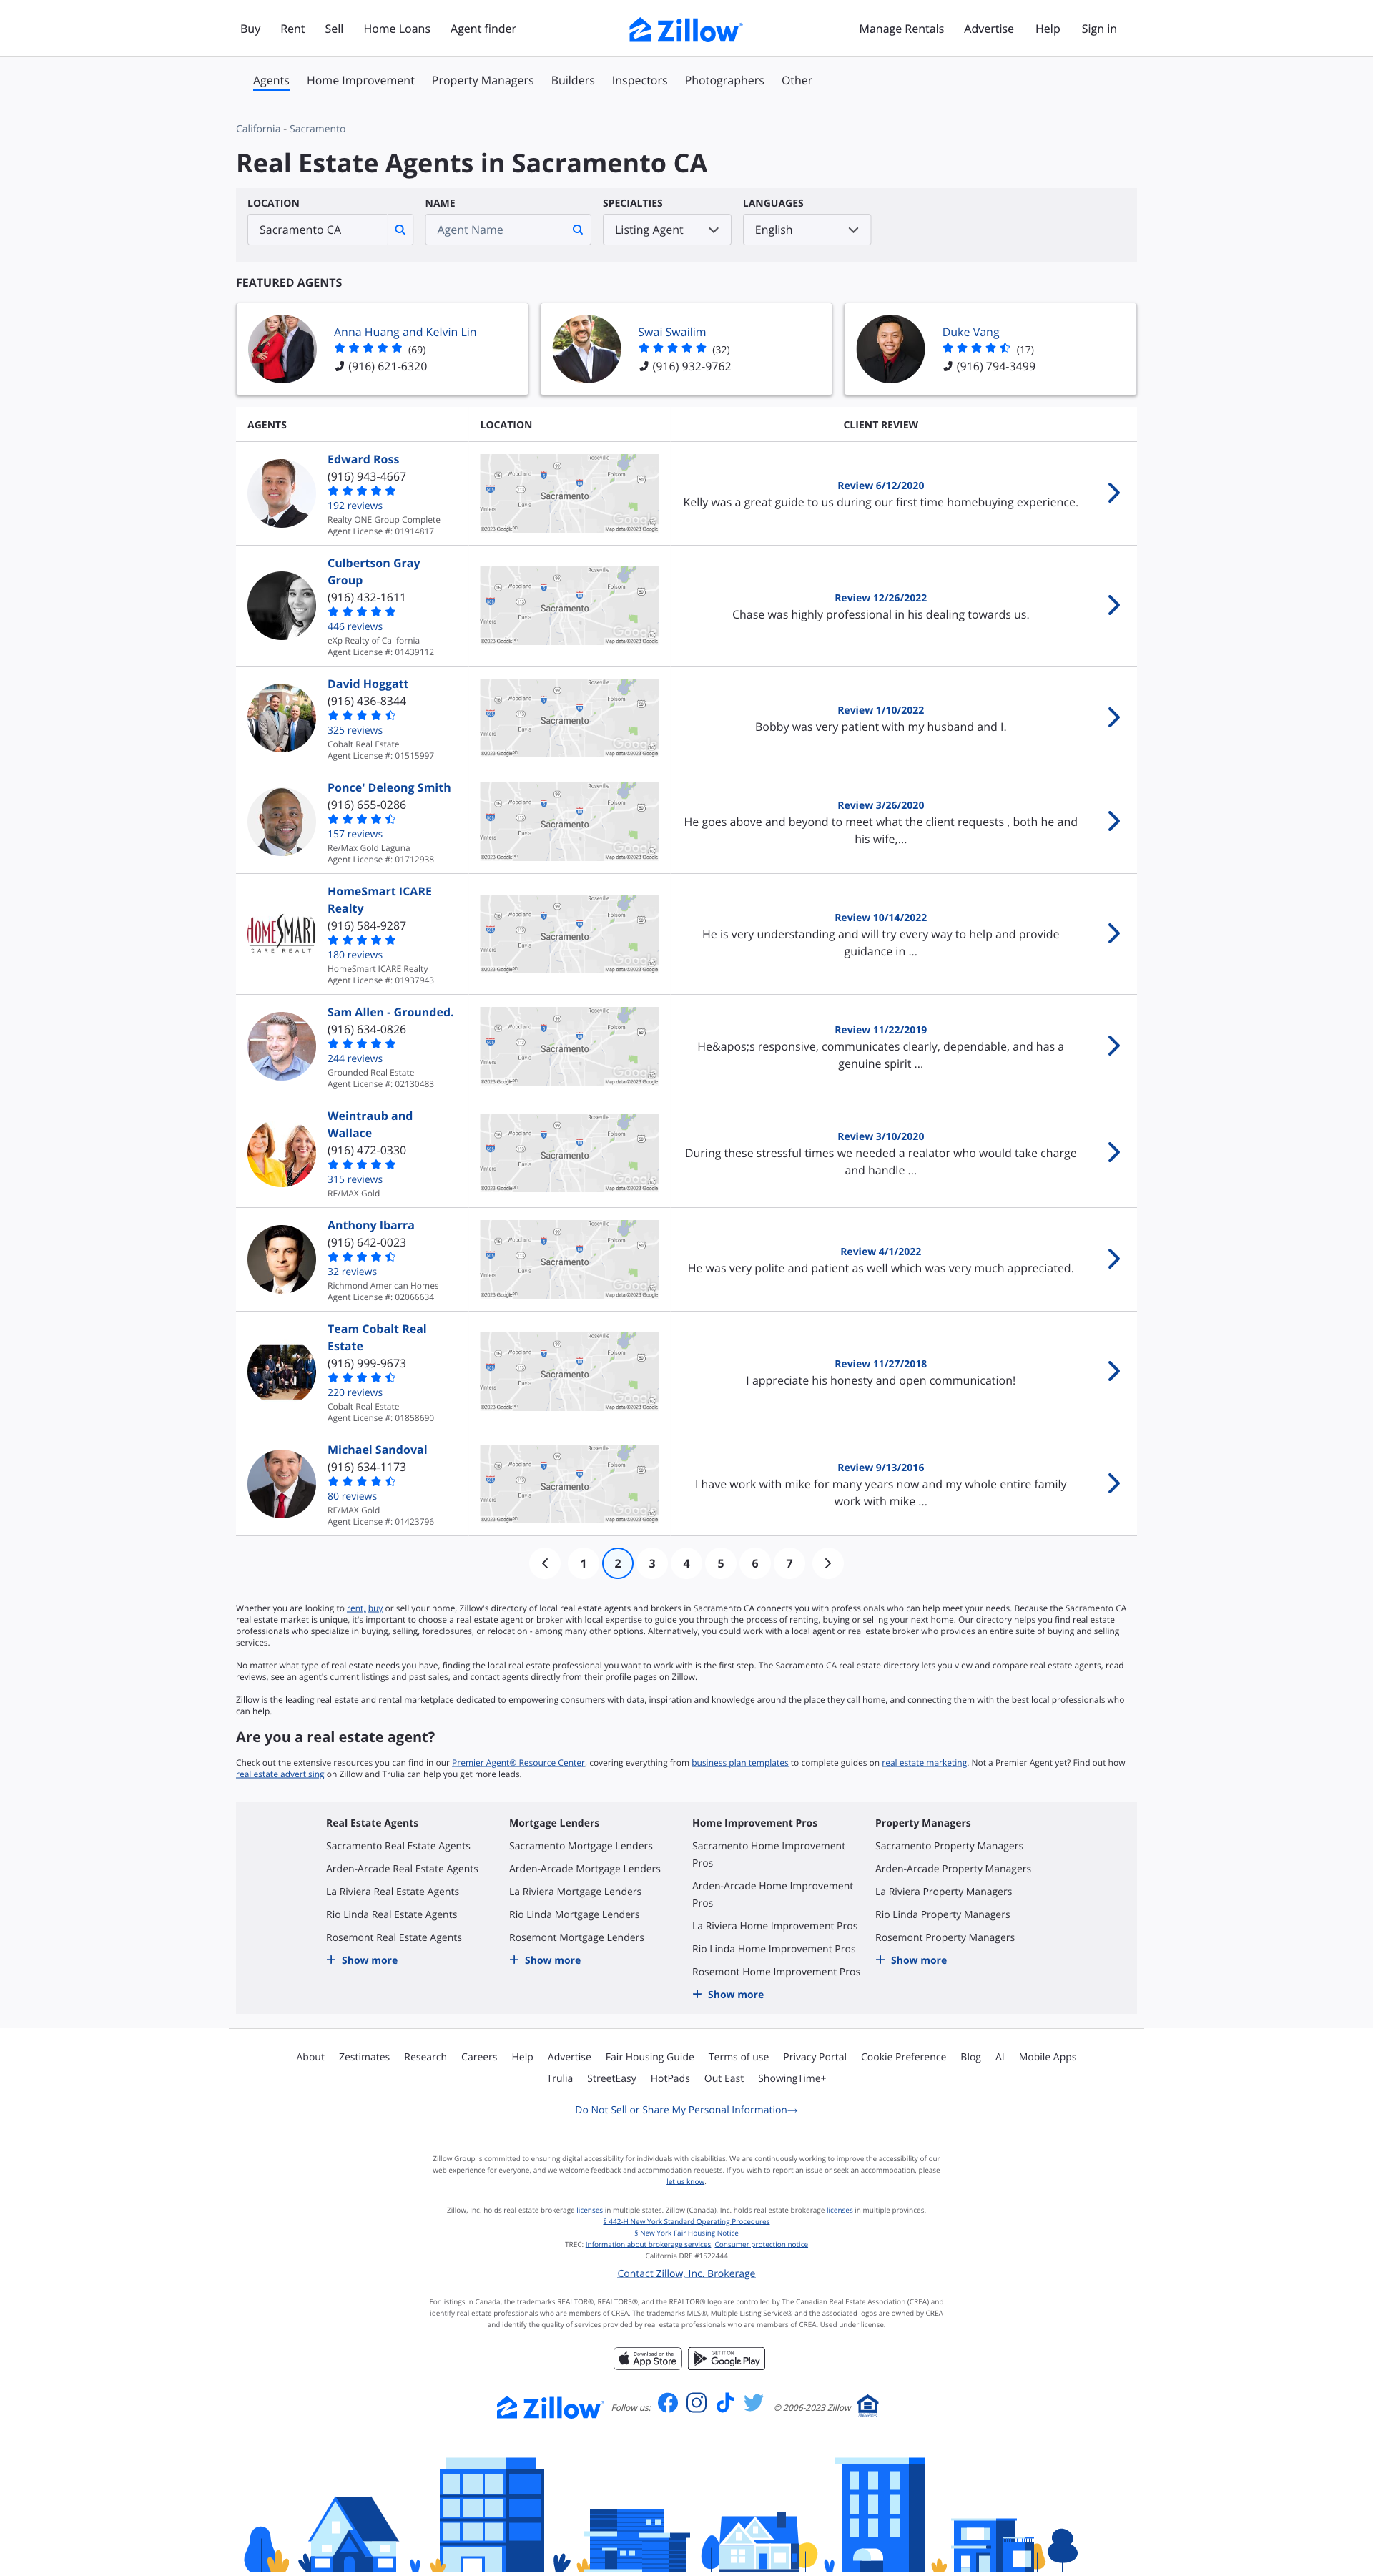 Buy Rent Sell Home Loans Agent finder Zillow Manage Rentals Advertise Help Sign in
Agents Home Improvement Property Managers Builders Inspectors Photographers Other
California - Sacramento
Real Estate Agents in Sacramento CA
LOCATION NAME SPECIALTIES LANGUAGES
Sacramento CA Agent Name Listing Agent English
FEATURED AGENTS
Anna Huang and Kelvin Lin
(69)
(916) 621-6320
Swai Swailim
(32)
(916) 932-9762
Duke Vang
(17)
(916) 794-3499
AGENTS LOCATION CLIENT REVIEW
Edward Ross
(916) 943-4667
192 reviews
Realty ONE Group Complete
Agent License #: 01914817
Review 6/12/2020
Kelly was a great guide to us during our first time homebuying experience.
Culbertson Gray
Group
(916) 432-1611
446 reviews
eXp Realty of California
Agent License #: 01439112
Review 12/26/2022
Chase was highly professional in his dealing towards us.
David Hoggatt
(916) 436-8344
325 reviews
Cobalt Real Estate
Agent License #: 01515997
Review 1/10/2022
Bobby was very patient with my husband and I.
Ponce' Deleong Smith
(916) 655-0286
157 reviews
Re/Max Gold Laguna
Agent License #: 01712938
Review 3/26/2020
He goes above and beyond to meet what the client requests , both he and
his wife,...
HomeSmart ICARE
Realty
(916) 584-9287
180 reviews
HomeSmart ICARE Realty
Agent License #: 01937943
Review 10/14/2022
He is very understanding and will try every way to help and provide
guidance in ...
Sam Allen - Grounded.
(916) 634-0826
244 reviews
Grounded Real Estate
Agent License #: 02130483
Review 11/22/2019
He&apos;s responsive, communicates clearly, dependable, and has a
genuine spirit ...
Weintraub and
Wallace
(916) 472-0330
315 reviews
RE/MAX Gold
Review 3/10/2020
During these stressful times we needed a realator who would take charge
and handle ...
Anthony Ibarra
(916) 642-0023
32 reviews
Richmond American Homes
Agent License #: 02066634
Review 4/1/2022
He was very polite and patient as well which was very much appreciated.
Team Cobalt Real
Estate
(916) 999-9673
220 reviews
Cobalt Real Estate
Agent License #: 01858690
Review 11/27/2018
I appreciate his honesty and open communication!
Michael Sandoval
(916) 634-1173
80 reviews
RE/MAX Gold
Agent License #: 01423796
Review 9/13/2016
I have work with mike for many years now and my whole entire family
work with mike ...
1 2 3 4 5 6 7
Whether you are looking to rent, buy or sell your home, Zillow's directory of local real estate agents and brokers in Sacramento CA connects you with professionals who can help meet your needs. Because the Sacramento CA
real estate market is unique, it's important to choose a real estate agent or broker with local expertise to guide you through the process of renting, buying or selling your next home. Our directory helps you find real estate
professionals who specialize in buying, selling, foreclosures, or relocation - among many other options. Alternatively, you could work with a local agent or real estate broker who provides an entire suite of buying and selling
services.
No matter what type of real estate needs you have, finding the local real estate professional you want to work with is the first step. The Sacramento CA real estate directory lets you view and compare real estate agents, read
reviews, see an agent's current listings and past sales, and contact agents directly from their profile pages on Zillow.
Zillow is the leading real estate and rental marketplace dedicated to empowering consumers with data, inspiration and knowledge around the place they call home, and connecting them with the best local professionals who
can help.
Are you a real estate agent?
Check out the extensive resources you can find in our Premier Agent® Resource Center, covering everything from business plan templates to complete guides on real estate marketing. Not a Premier Agent yet? Find out how
real estate advertising on Zillow and Trulia can help you get more leads.
Real Estate Agents
Sacramento Real Estate Agents
Arden-Arcade Real Estate Agents
La Riviera Real Estate Agents
Rio Linda Real Estate Agents
Rosemont Real Estate Agents
+ Show more
Mortgage Lenders
Sacramento Mortgage Lenders
Arden-Arcade Mortgage Lenders
La Riviera Mortgage Lenders
Rio Linda Mortgage Lenders
Rosemont Mortgage Lenders
+ Show more
Home Improvement Pros
Sacramento Home Improvement
Pros
Arden-Arcade Home Improvement
Pros
La Riviera Home Improvement Pros
Rio Linda Home Improvement Pros
Rosemont Home Improvement Pros
+ Show more
Property Managers
Sacramento Property Managers
Arden-Arcade Property Managers
La Riviera Property Managers
Rio Linda Property Managers
Rosemont Property Managers
+ Show more
About Zestimates Research Careers Help Advertise Fair Housing Guide Terms of use Privacy Portal Cookie Preference Blog AI Mobile Apps
Trulia StreetEasy HotPads Out East ShowingTime+
Do Not Sell or Share My Personal Information→
Zillow Group is committed to ensuring digital accessibility for individuals with disabilities. We are continuously working to improve the accessibility of our
web experience for everyone, and we welcome feedback and accommodation requests. If you wish to report an issue or seek an accommodation, please
let us know.
Zillow, Inc. holds real estate brokerage licenses in multiple states. Zillow (Canada), Inc. holds real estate brokerage licenses in multiple provinces.
§ 442-H New York Standard Operating Procedures
§ New York Fair Housing Notice
TREC: Information about brokerage services, Consumer protection notice
California DRE #1522444
Contact Zillow, Inc. Brokerage
For listings in Canada, the trademarks REALTOR®, REALTORS®, and the REALTOR® logo are controlled by The Canadian Real Estate Association (CREA) and
identify real estate professionals who are members of CREA. The trademarks MLS®, Multiple Listing Service® and the associated logos are owned by CREA
and identify the quality of services provided by real estate professionals who are members of CREA. Used under license.
Download on the App Store GET IT ON Google Play
Zillow Follow us: © 2006-2023 Zillow